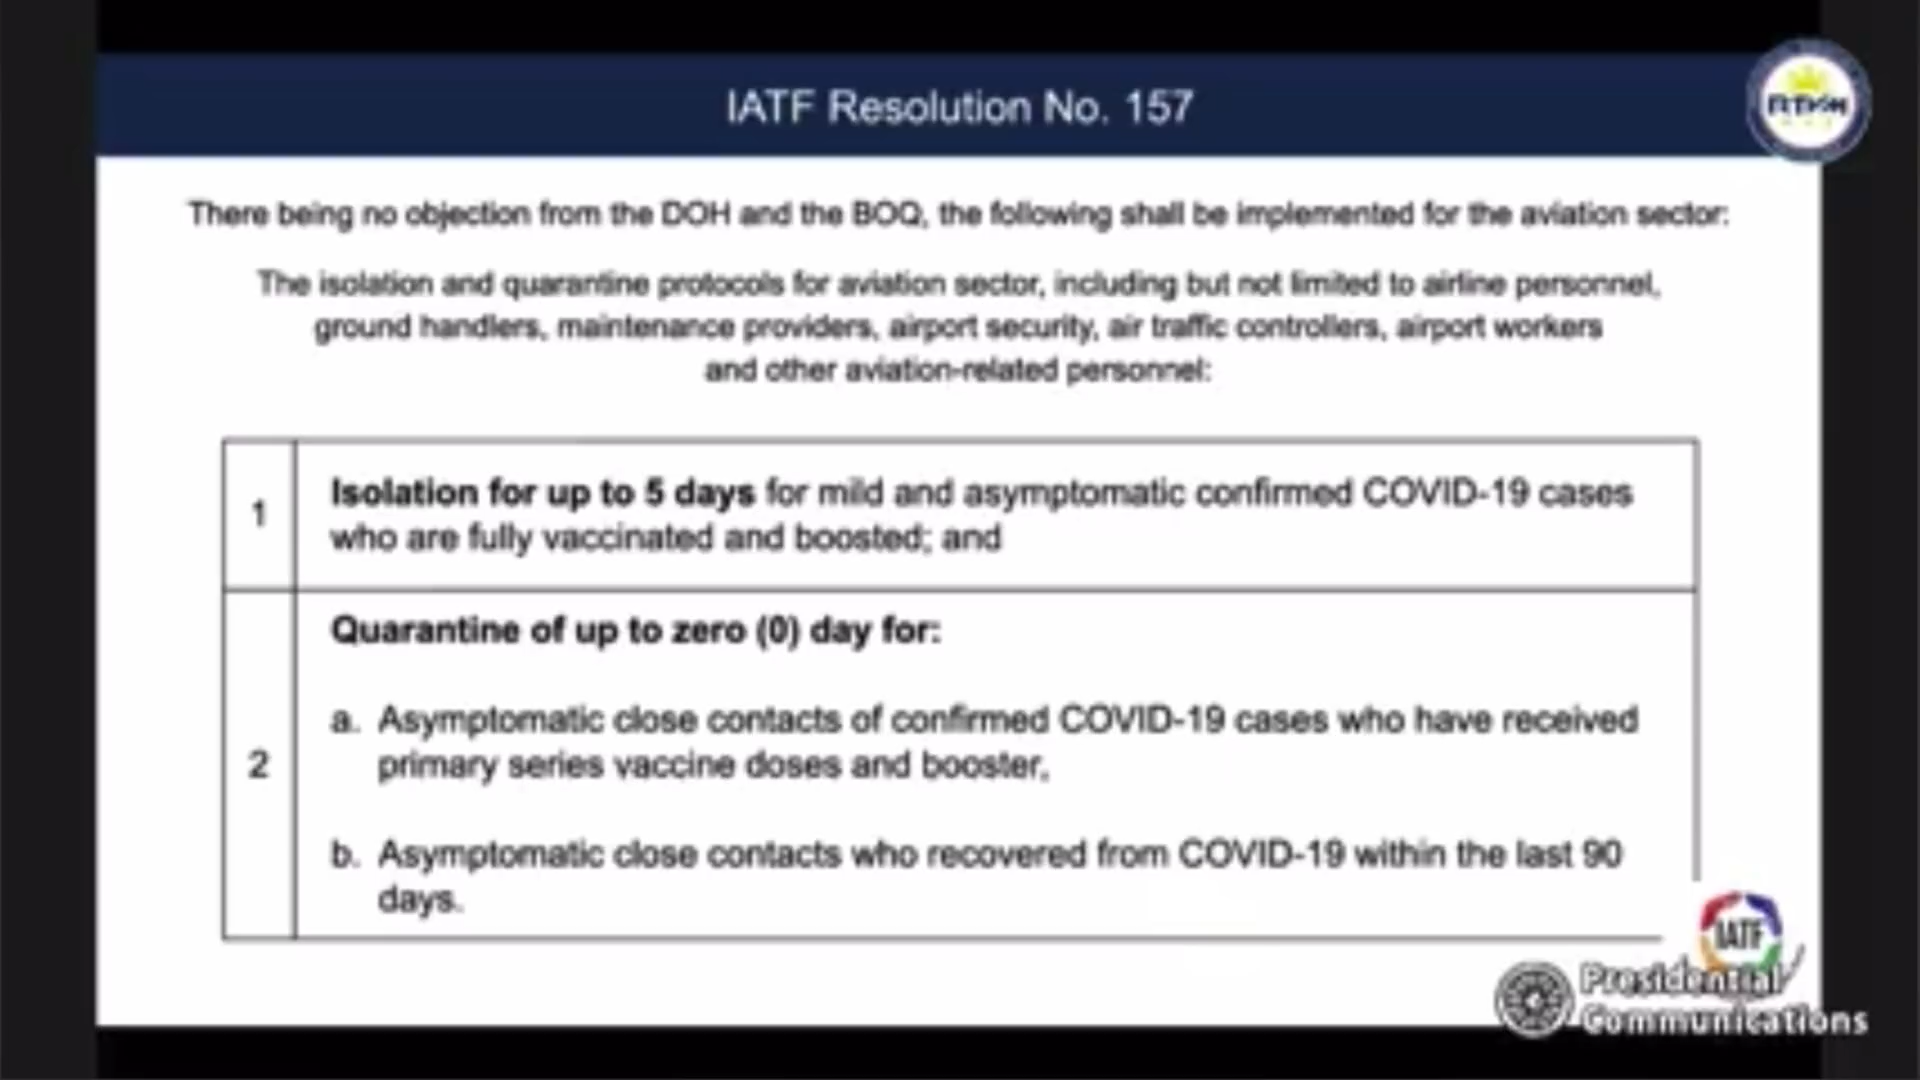 IATF Resolution No. 157
RTVM
There being no objection from the DOH and the BOQ, the following shall be implemented for the aviation sector:
The isolation and quarantine protocols for aviation sector, including but not limited to airline personnel,
ground handlers, maintenance providers, airport security, air traffic controllers, airport workers
and other aviation-related personnel:
1
Isolation for up to 5 days for mild and asymptomatic confirmed COVID-19 cases
who are fully vaccinated and boosted; and
2
Quarantine of up to zero (0) day for:
a. Asymptomatic close contacts of confirmed COVID-19 cases who have received
primary series vaccine doses and booster,
b. Asymptomatic close contacts who recovered from COVID-19 within the last 90
days.
IATF
Presidential
Communications